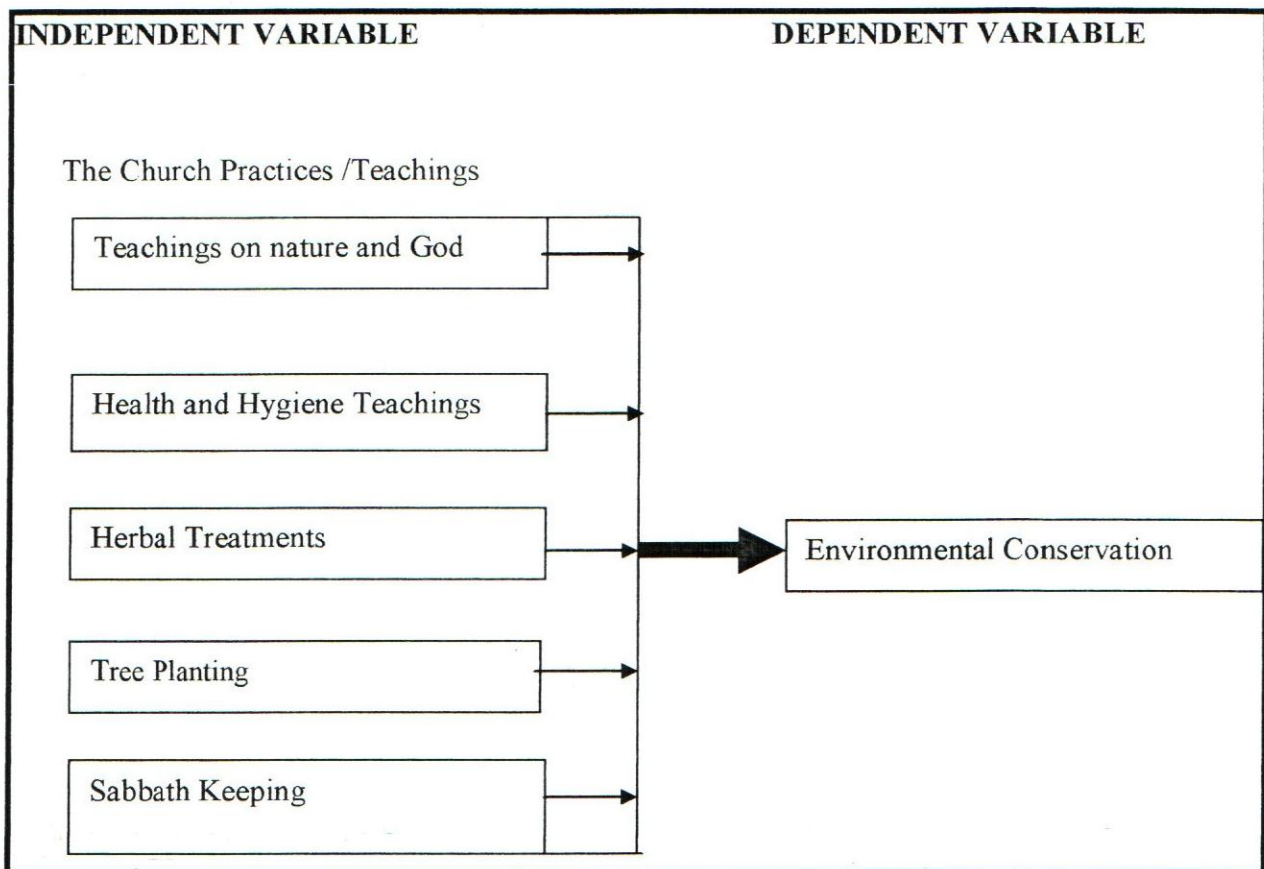 INDEPENDENT VARIABLE
DEPENDENT VARIABLE
The Church Practices /Teachings
Teachings on nature and God
Health and Hygiene Teachings
Herbal Treatments
Environmental Conservation
Tree Planting
Sabbath Keeping